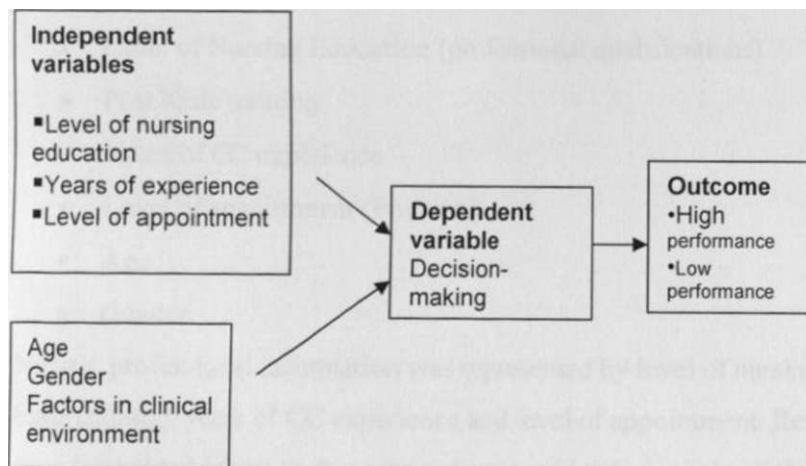 Independent
variables
▪Level of nursing
education
▪Years of experience
▪Level of appointment
Dependent
variable
Decision-
making
Outcome
•High
performance
•Low
performance
Age
Gender
Factors in clinical
environment